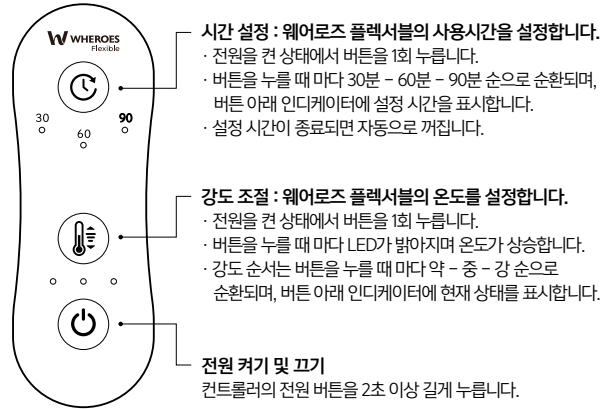 WHEROES
Flexible
30
60
90
시간 설정 : 웨어로즈 플렉서블의 사용시간을 설정합니다.
· 전원을 켠 상태에서 버튼을 1회 누릅니다.
· 버튼을 누를 때 마다 30분 – 60분 – 90분 순으로 순환되며,
버튼 아래 인디케이터에 설정 시간을 표시합니다.
· 설정 시간이 종료되면 자동으로 꺼집니다.
강도 조절 : 웨어로즈 플렉서블의 온도를 설정합니다.
· 전원을 켠 상태에서 버튼을 1회 누릅니다.
· 버튼을 누를 때 마다 LED가 밝아지며 온도가 상승합니다.
· 강도 순서는 버튼을 누를 때 마다 약 – 중 – 강 순으로
순환되며, 버튼 아래 인디케이터에 현재 상태를 표시합니다.
전원 켜기 및 끄기
컨트롤러의 전원 버튼을 2초 이상 길게 누릅니다.